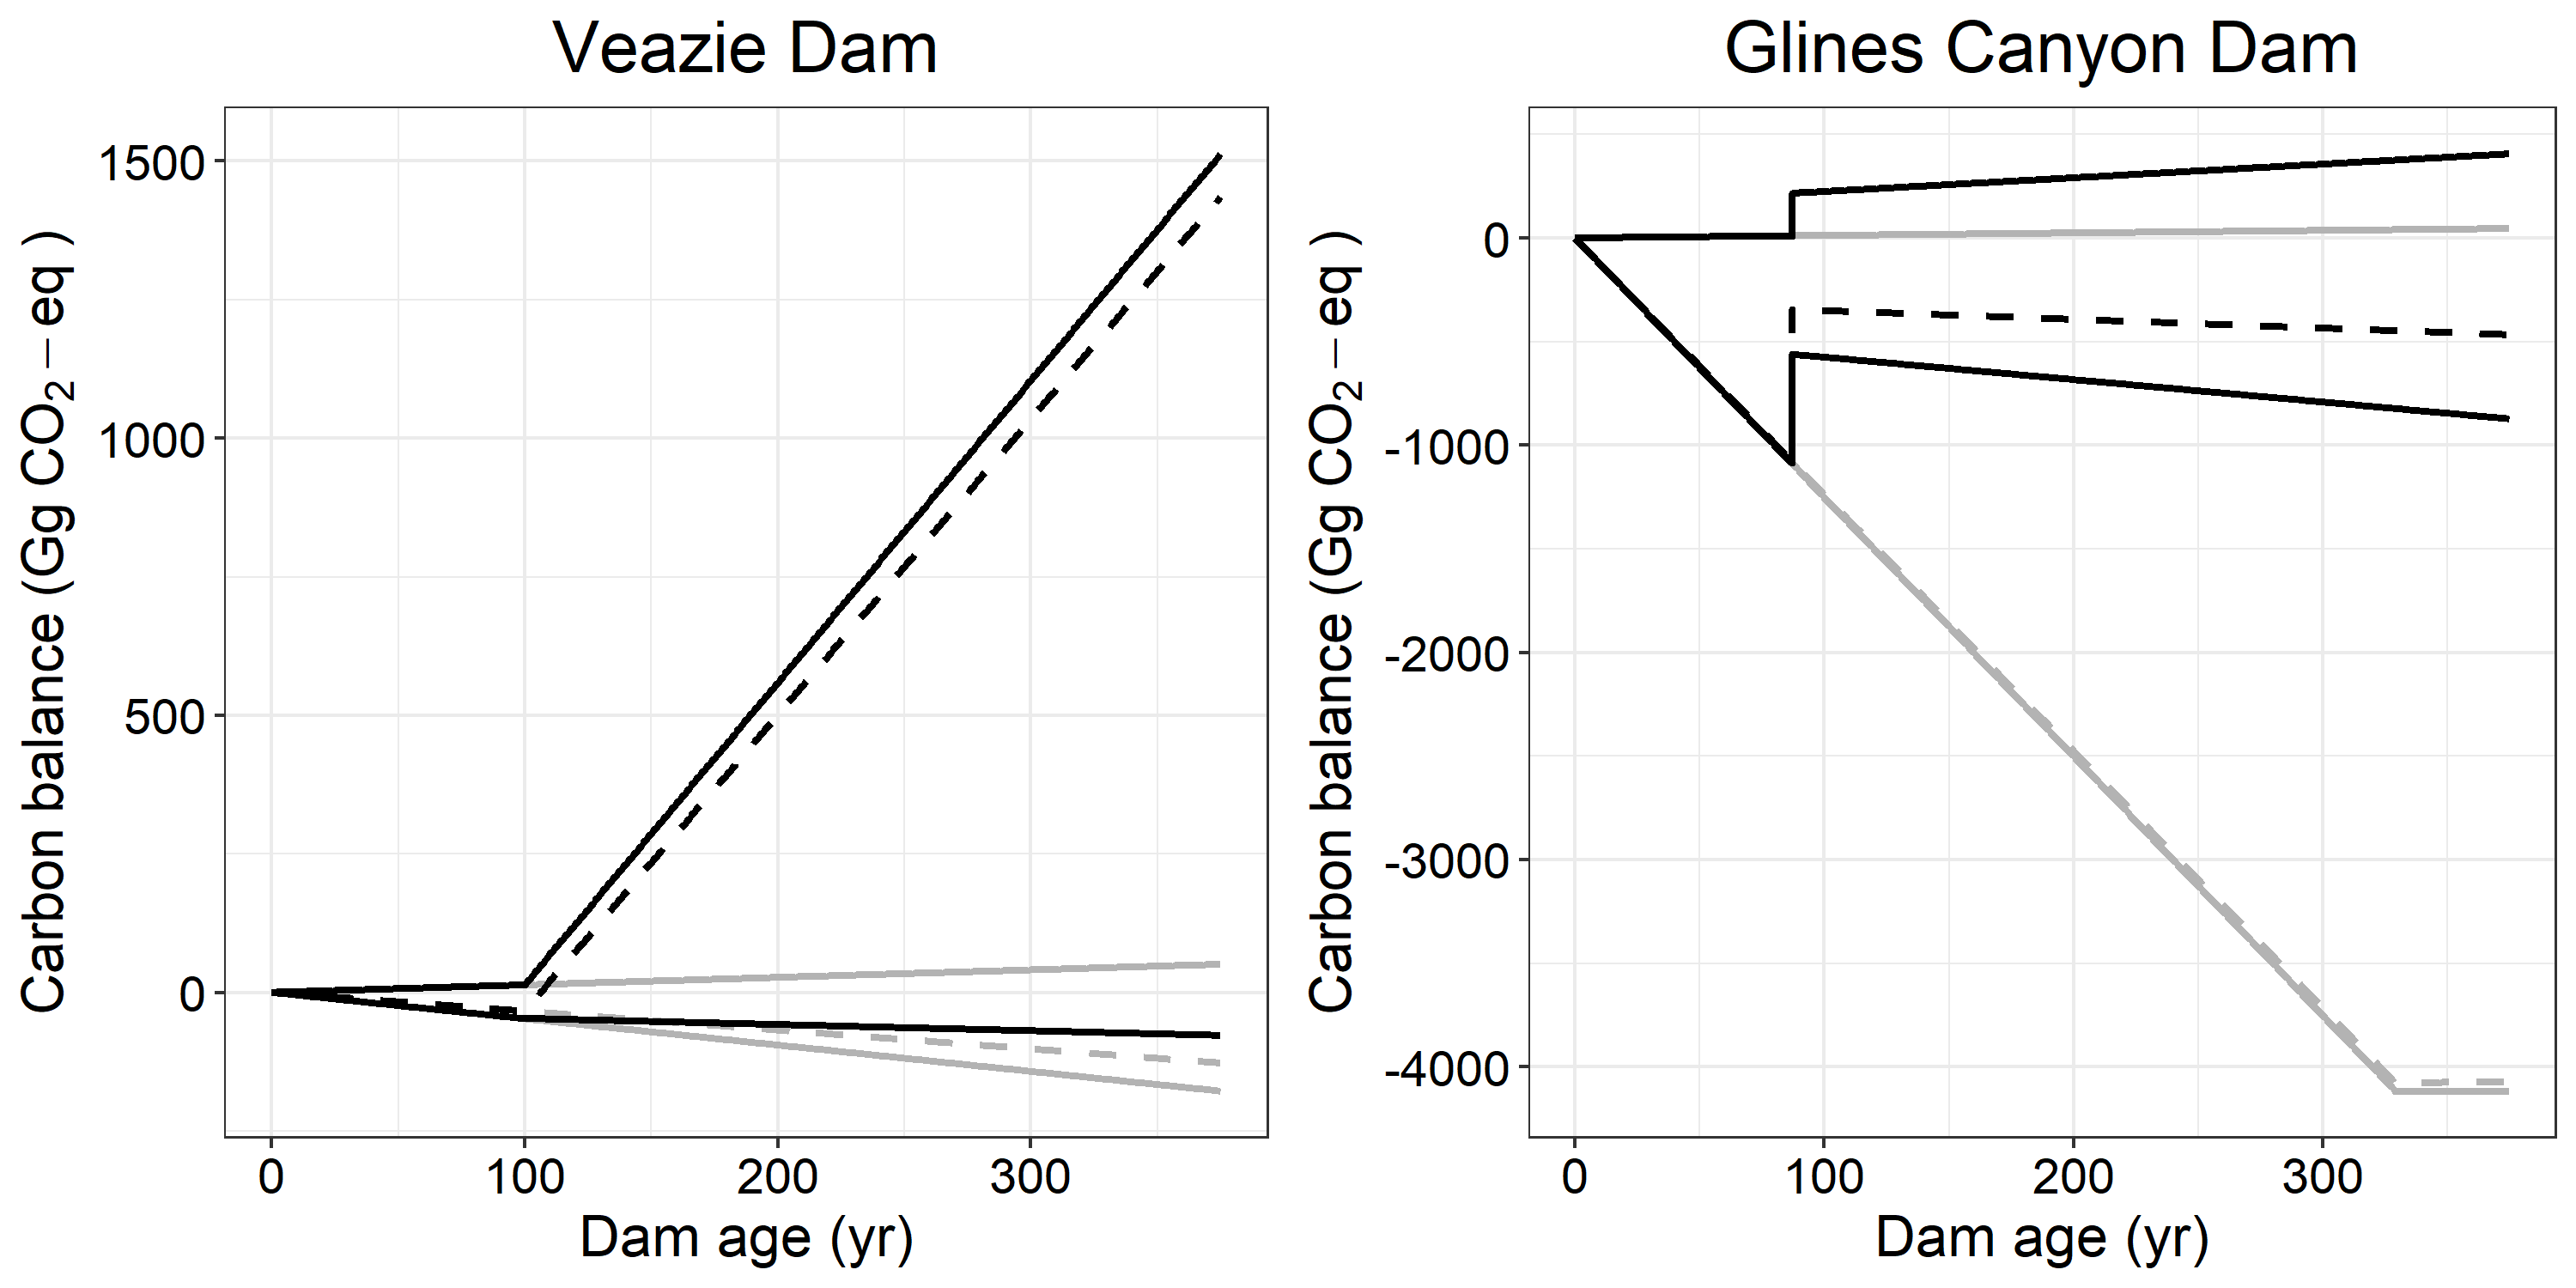 Veazie Dam
Carbon balance (Gg CO₂−eq )
1500
1000
500
0
0 100 200 300
Dam age (yr)
Glines Canyon Dam
Carbon balance (Gg CO₂−eq )
0
-1000
-2000
-3000
-4000
0 100 200 300
Dam age (yr)